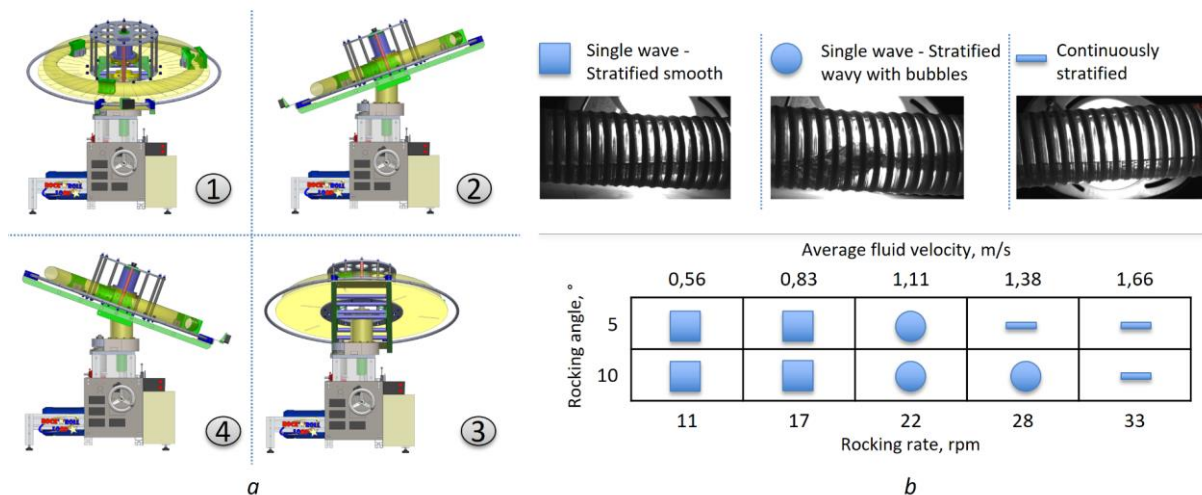 1
2
4
3
a
Single wave -
Stratified smooth
Single wave - Stratified
wavy with bubbles
Continuously
stratified
Average fluid velocity, m/s
0,56 0,83 1,11 1,38 1,66
Rocking angle, °
5
10
11 17 22 28 33
Rocking rate, rpm
b